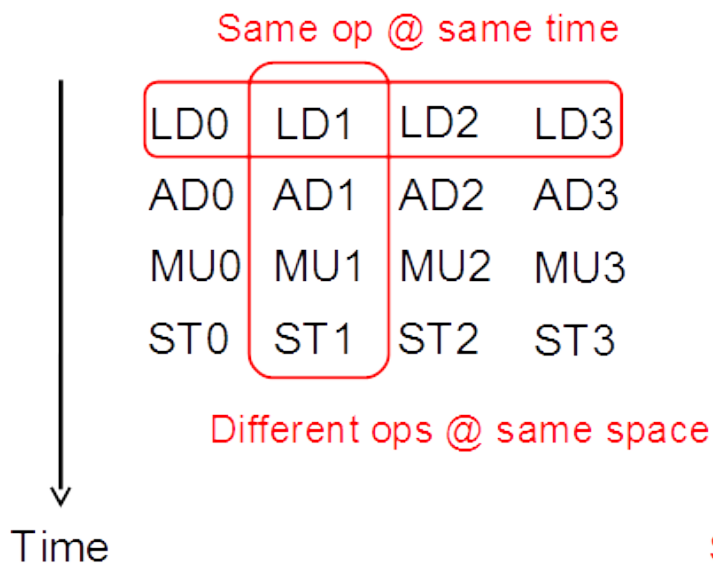 Same op @ same time
LD0 LD1 LD2 LD3
AD0 AD1 AD2 AD3
MU0 MU1 MU2 MU3
ST0 ST1 ST2 ST3
Different ops @ same space
Time